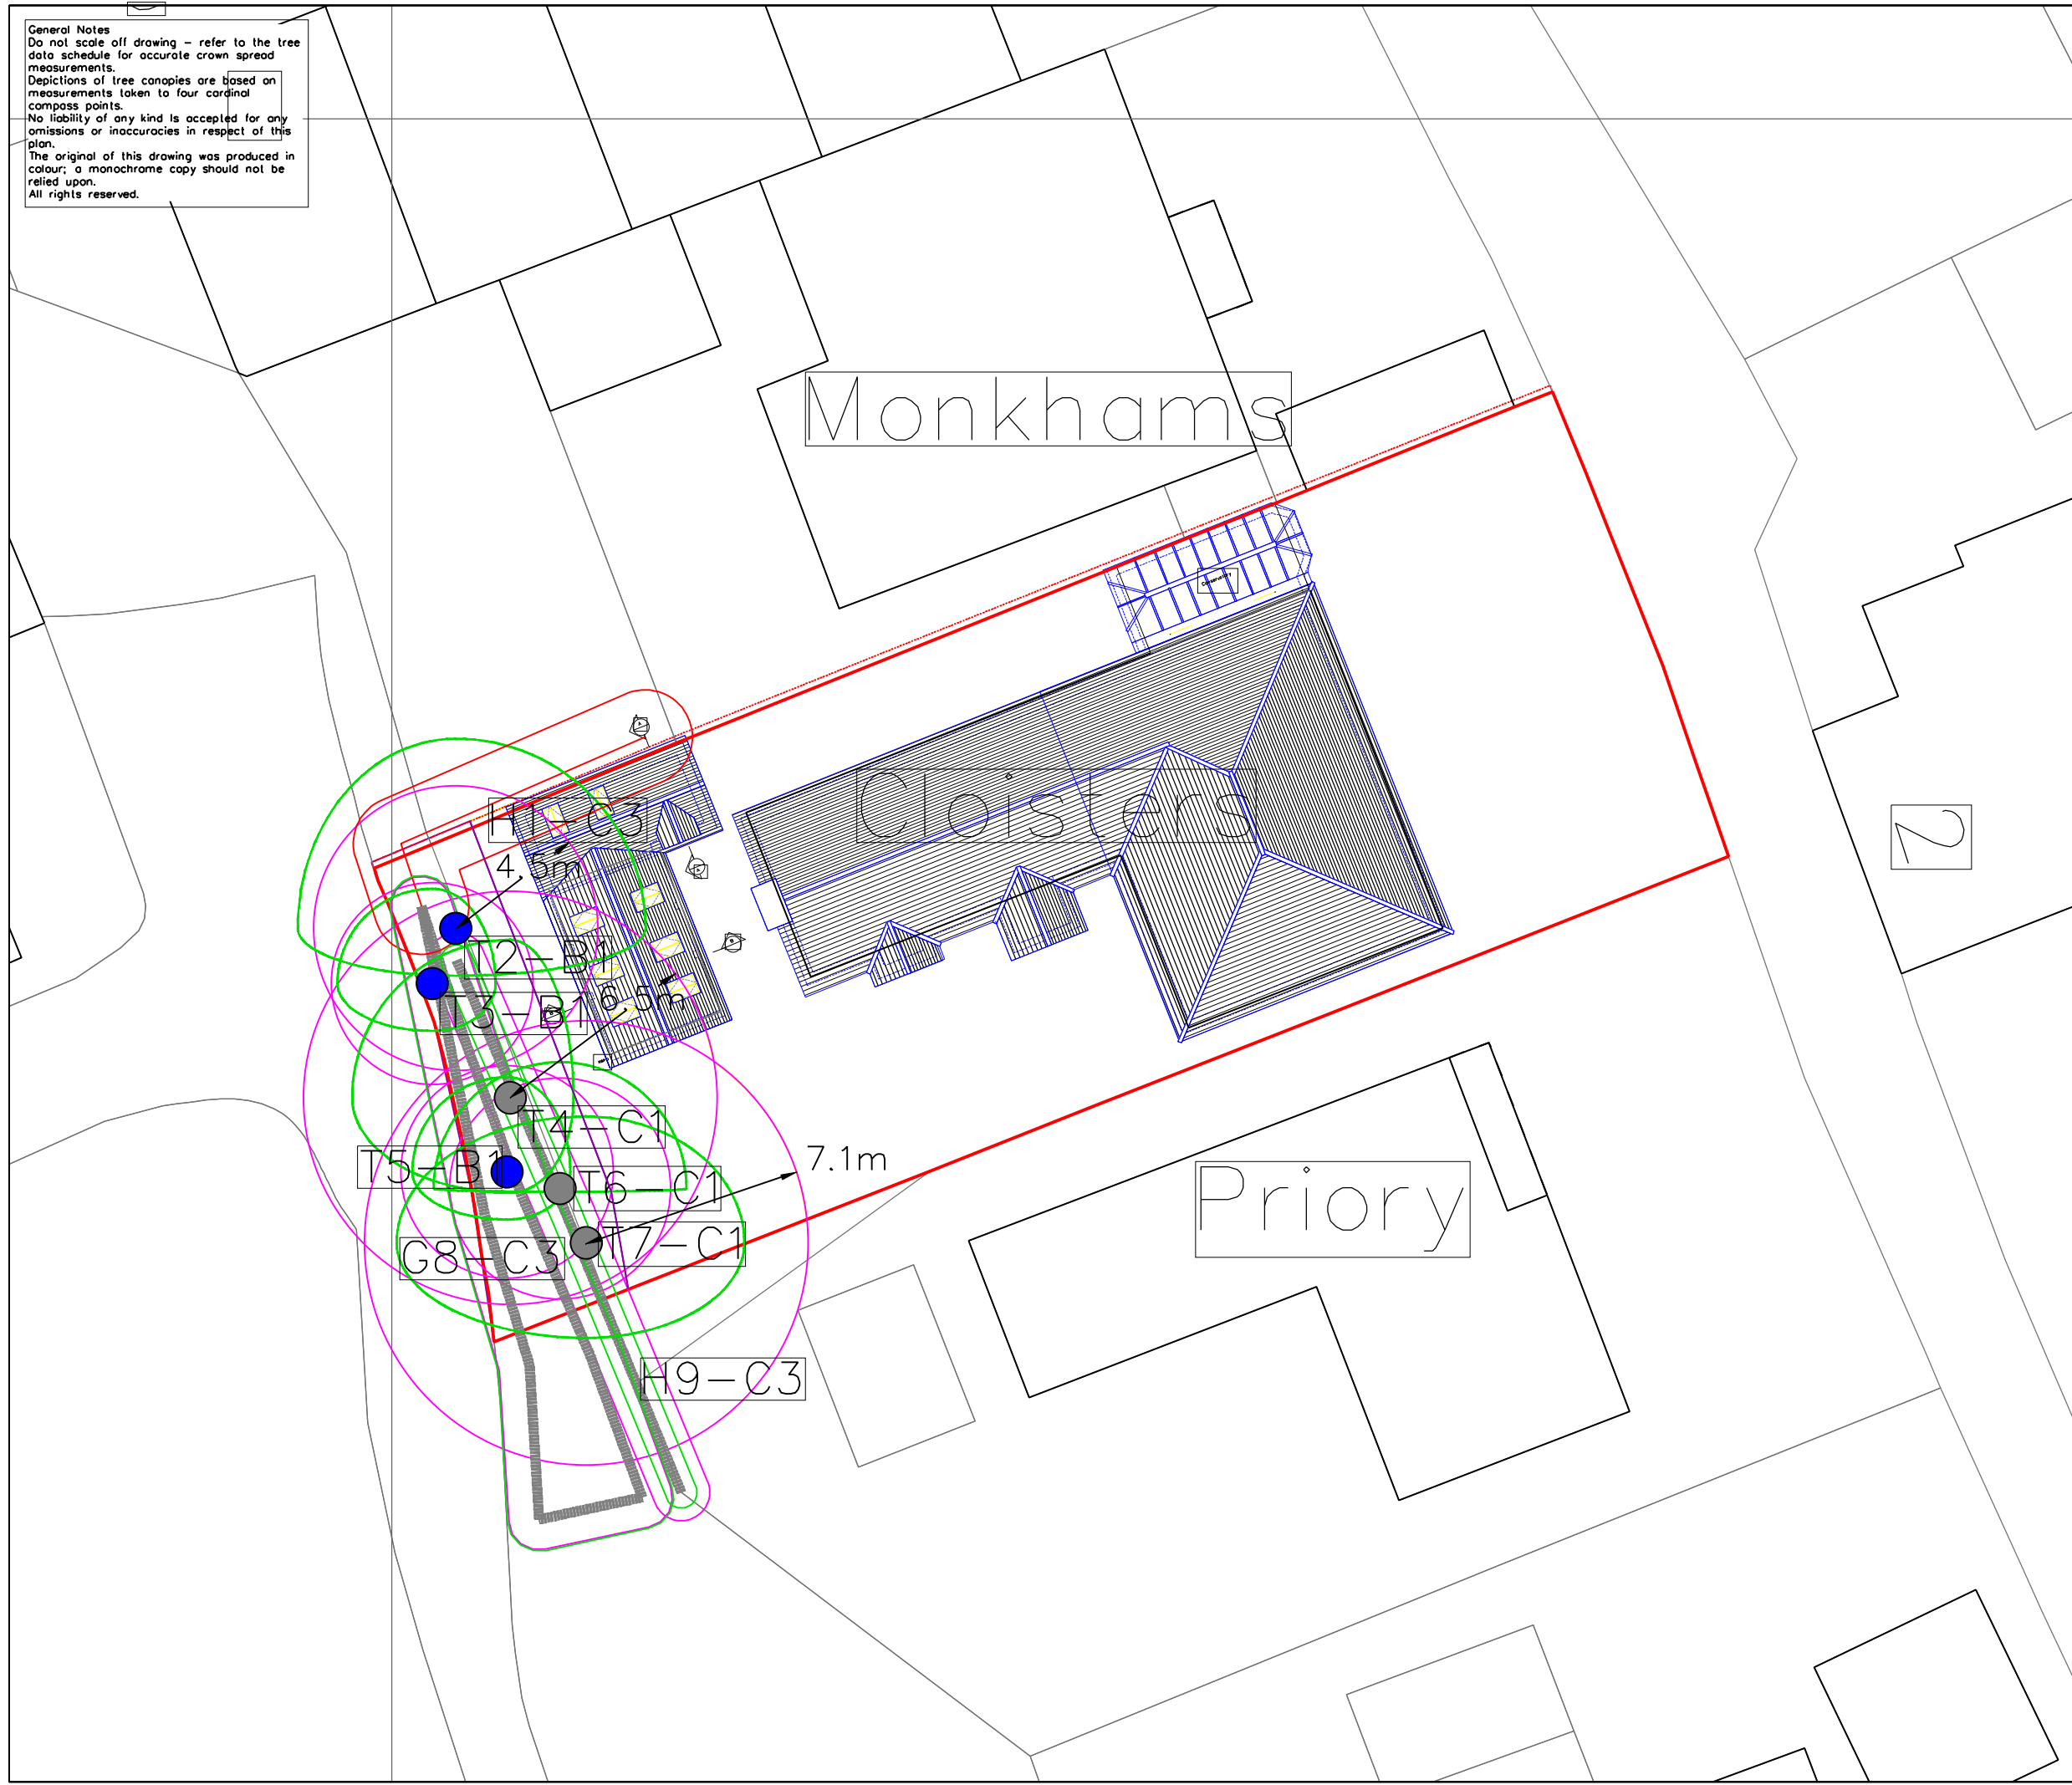 General Notes
Do not scale off drawing – refer to the tree
data schedule for accurate crown spread
measurements.
Depictions of tree canopies are based on
measurements taken to four cardinal
compass points.
No liability of any kind Is accepted for any
omissions or inaccuracies in respect of this
plan.
The original of this drawing was produced in
colour; a monochrome copy should not be
relied upon.
All rights reserved.
Monkhams
Conservatory
Cloisters
2
H1-C3
4.5m
T2-B1
T3-B1
6.5m
T4-C1
T5-B1
T6-C1
7.1m
T7-C1
G8-C3
Priory
H9-C3